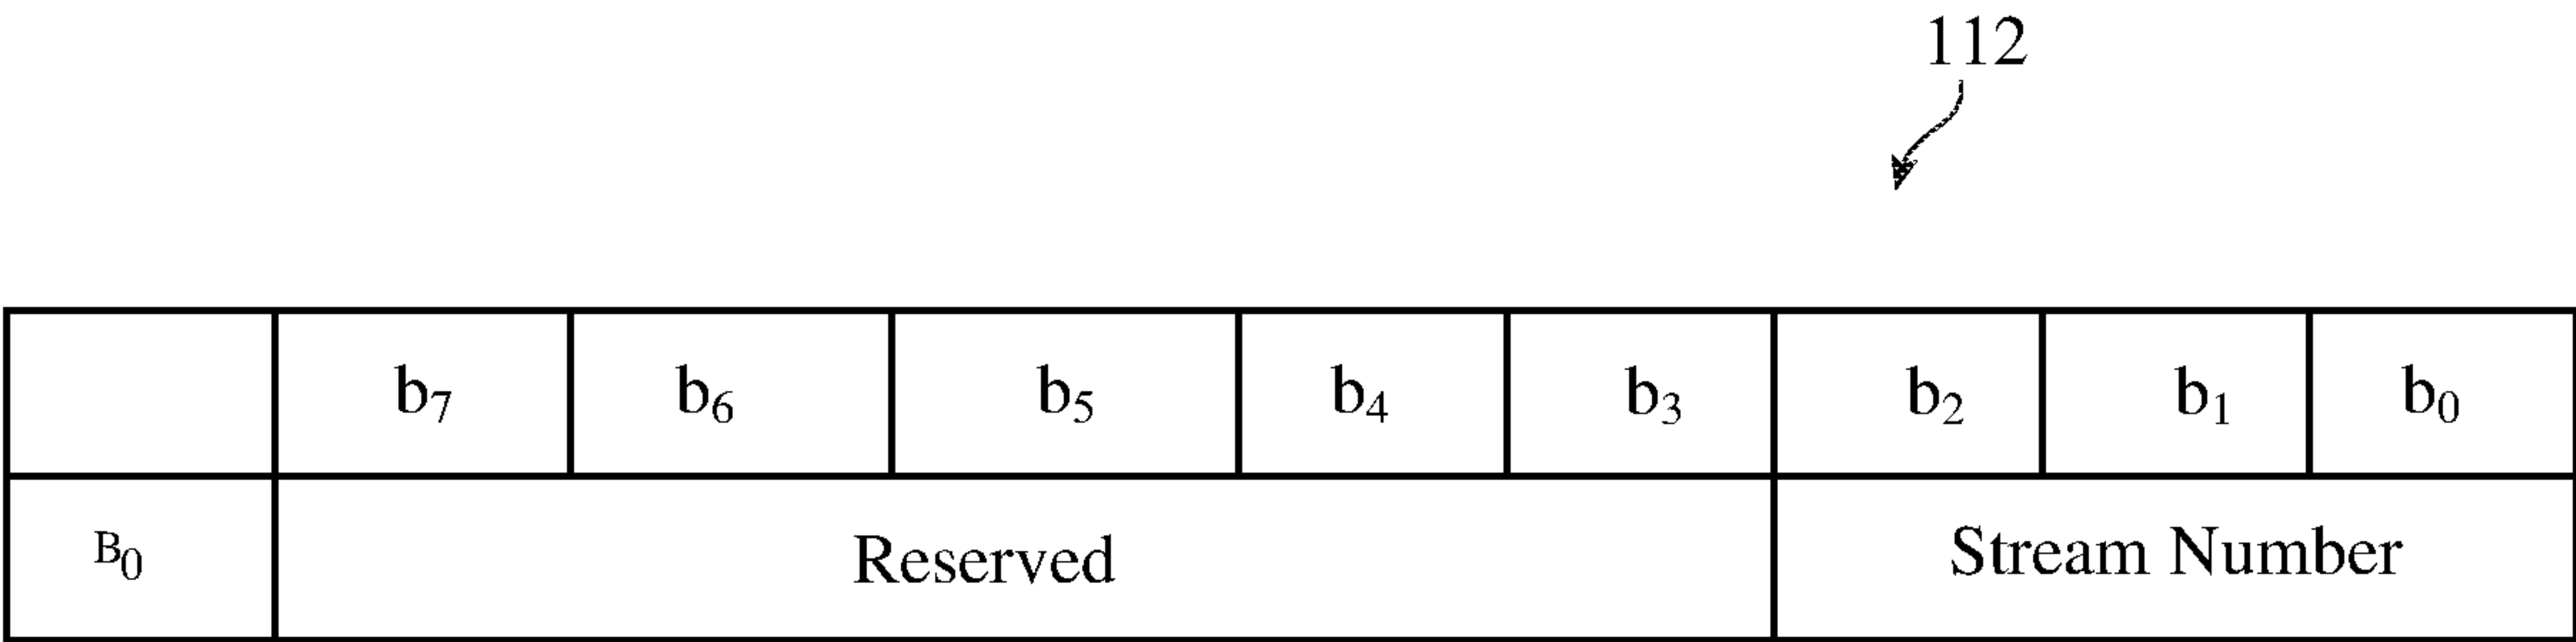 112
b₇ b₆ b₅ b₄ b₃ b₂ b₁ b₀
B₀ Reserved Stream Number